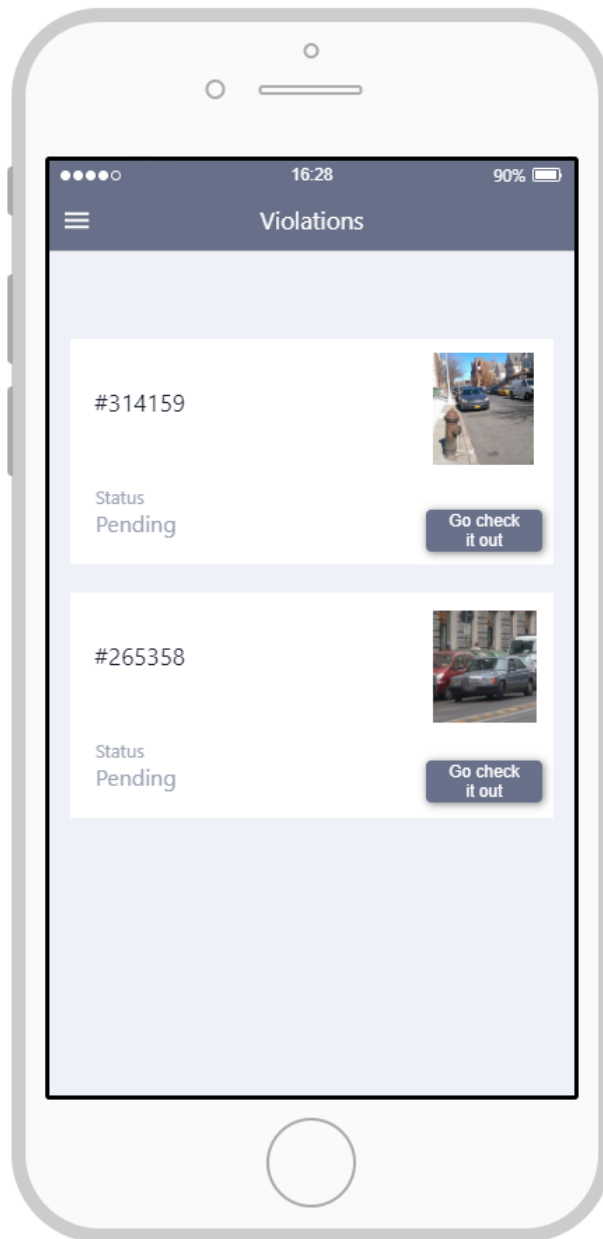 16:28
90%
Violations
#314159
Status
Pending
Go check
it out
#265358
Status
Pending
Go check
it out